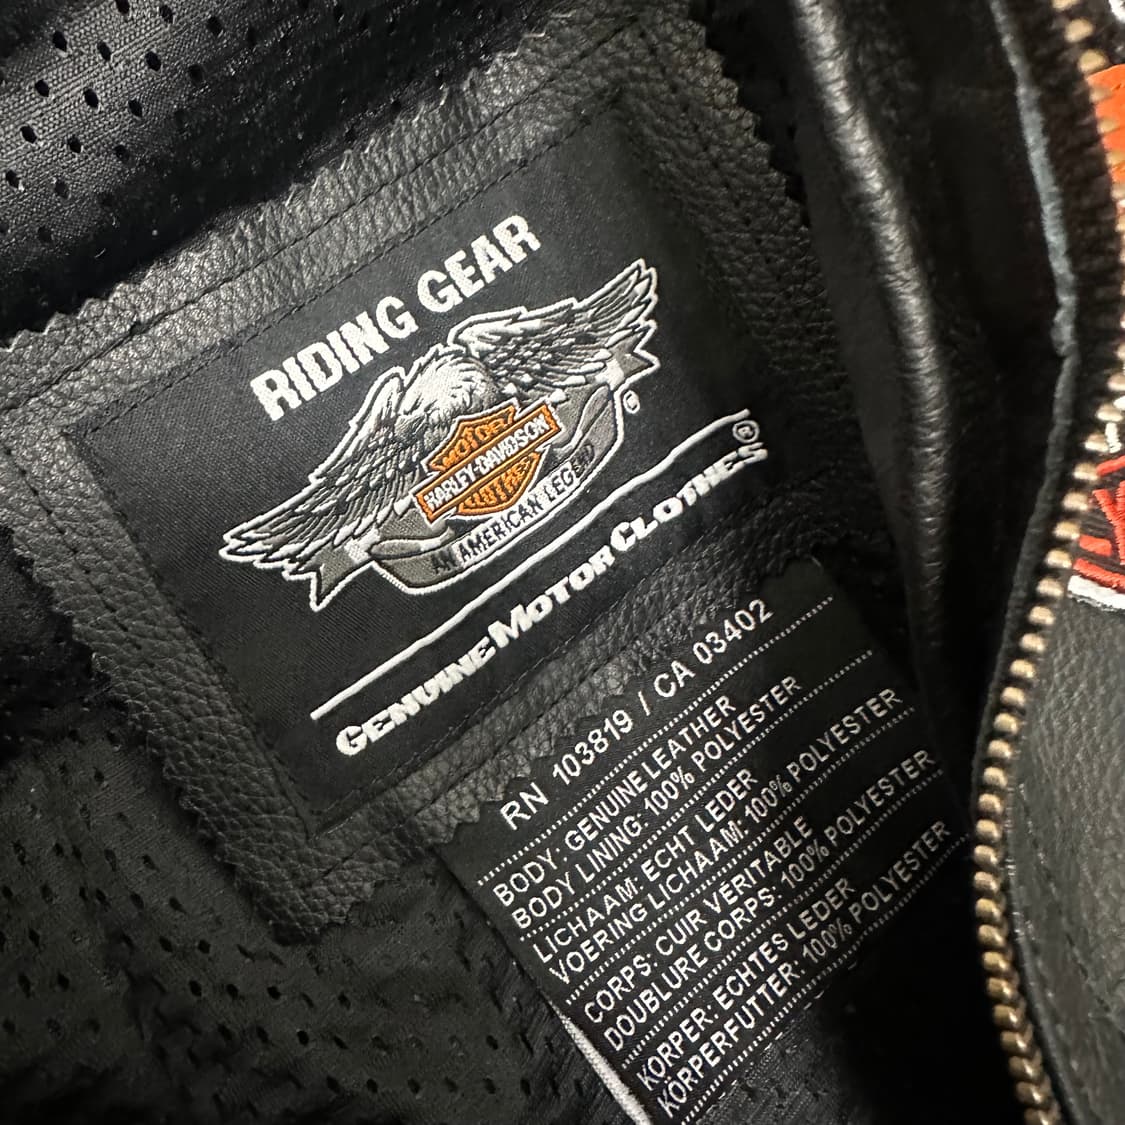 RIDING GEAR
MOTOR
HARLEY-DAVIDSON
CLOTHES
®
AN AMERICAN LEGEND
GENUINE MOTORCLOTHES®
RN 103819 / CA 03402
BODY: GENUINE LEATHER
BODY LINING: 100% POLYESTER
LICHAAM: ECHT LEDER
VOERING LICHAAM: 100% POLYESTER
CORPS: CUIR VÉRITABLE
DOUBLURE CORPS: 100% POLYESTER
KÖRPER: ECHTES LEDER
KÖRPERFUTTER: 100% POLYESTER